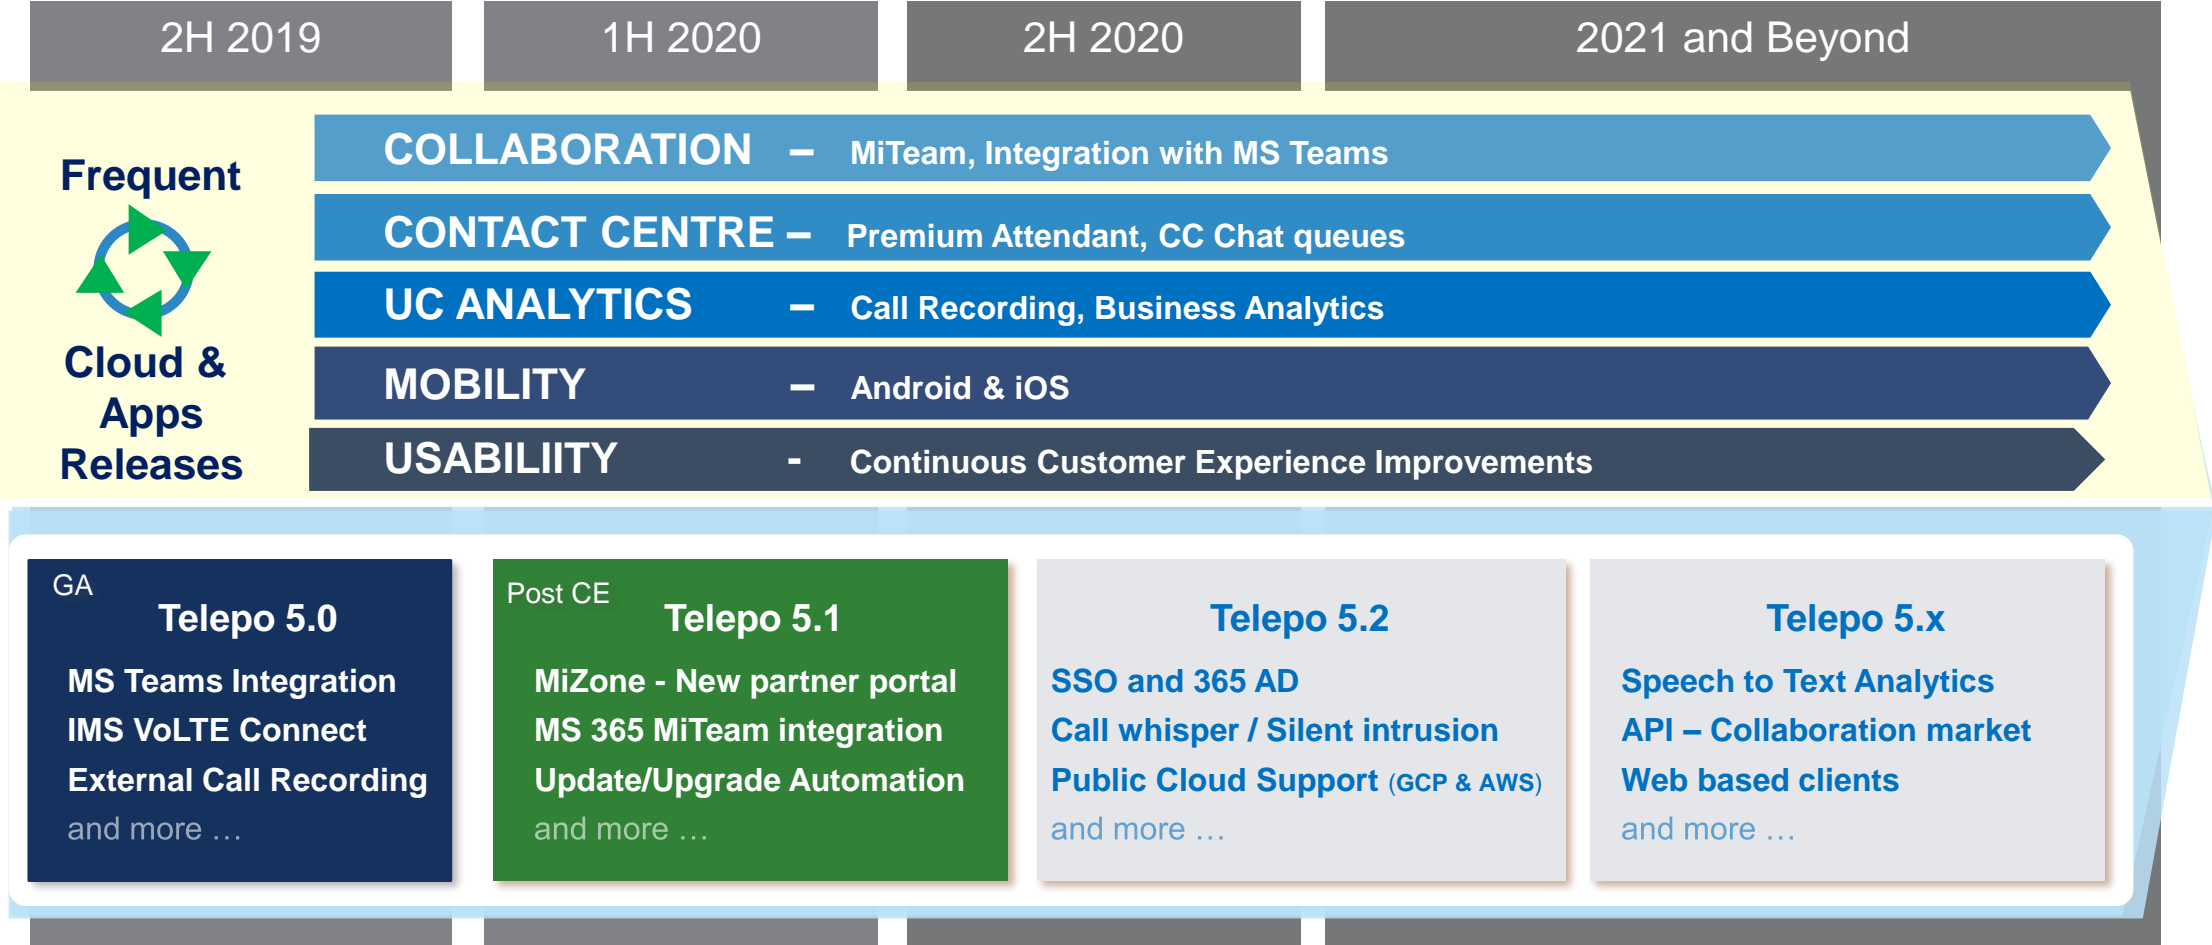 2H 2019
1H 2020
2H 2020
2021 and Beyond
Frequent
Cloud &
Apps
Releases
COLLABORATION – MiTeam, Integration with MS Teams
CONTACT CENTRE – Premium Attendant, CC Chat queues
UC ANALYTICS – Call Recording, Business Analytics
MOBILITY – Android & iOS
USABILIITY - Continuous Customer Experience Improvements
GA
Telepo 5.0
MS Teams Integration
IMS VoLTE Connect
External Call Recording
and more …
Post CE
Telepo 5.1
MiZone - New partner portal
MS 365 MiTeam integration
Update/Upgrade Automation
and more …
Telepo 5.2
SSO and 365 AD
Call whisper / Silent intrusion
Public Cloud Support (GCP & AWS)
and more …
Telepo 5.x
Speech to Text Analytics
API – Collaboration market
Web based clients
and more …